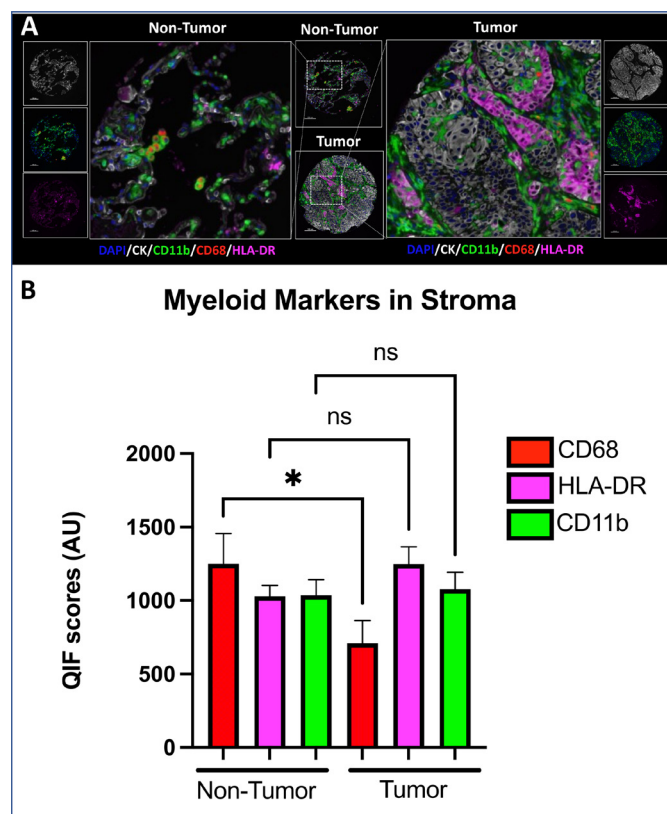 A
Non-Tumor
Non-Tumor
Tumor
Tumor
DAPI/CK/CD11b/CD68/HLA-DR
DAPI/CK/CD11b/CD68/HLA-DR
B
Myeloid Markers in Stroma
ns
ns
*
CD68
HLA-DR
CD11b
QIF scores (AU)
2000
1500
1000
500
0
Non-Tumor
Tumor